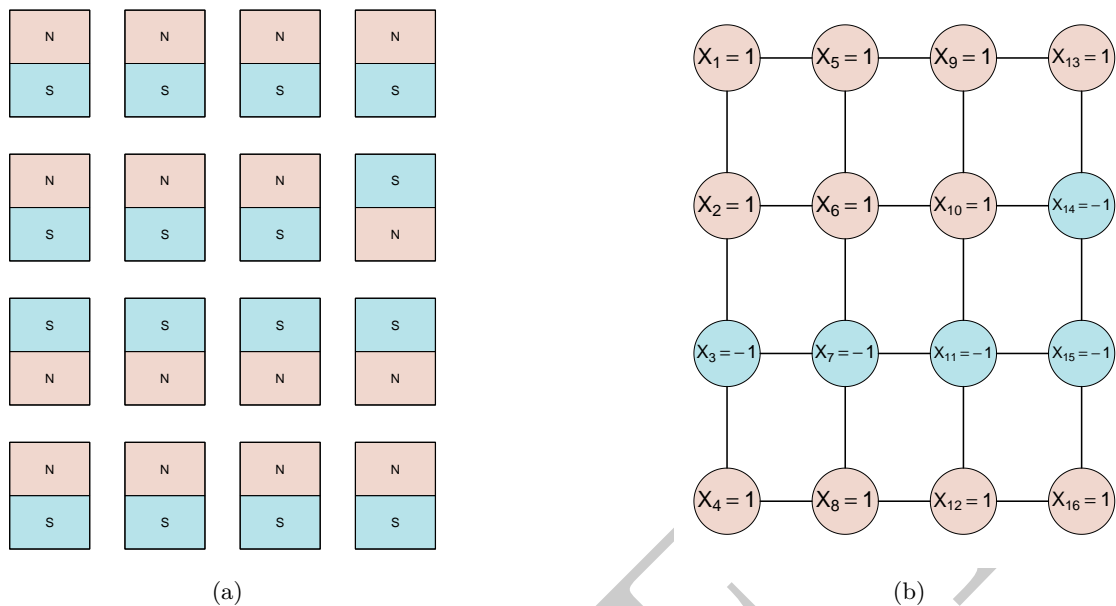 N N N N
S S S S
N N N S
S S S N
S S S S
N N N N
N N N N
S S S S
(a)
X₁ = 1 X₅ = 1 X₉ = 1 X₁₃ = 1
X₂ = 1 X₆ = 1 X₁₀ = 1 X₁₄ = −1
X₃ = −1 X₇ = −1 X₁₁ = −1 X₁₅ = −1
X₄ = 1 X₈ = 1 X₁₂ = 1 X₁₆ = 1
(b)